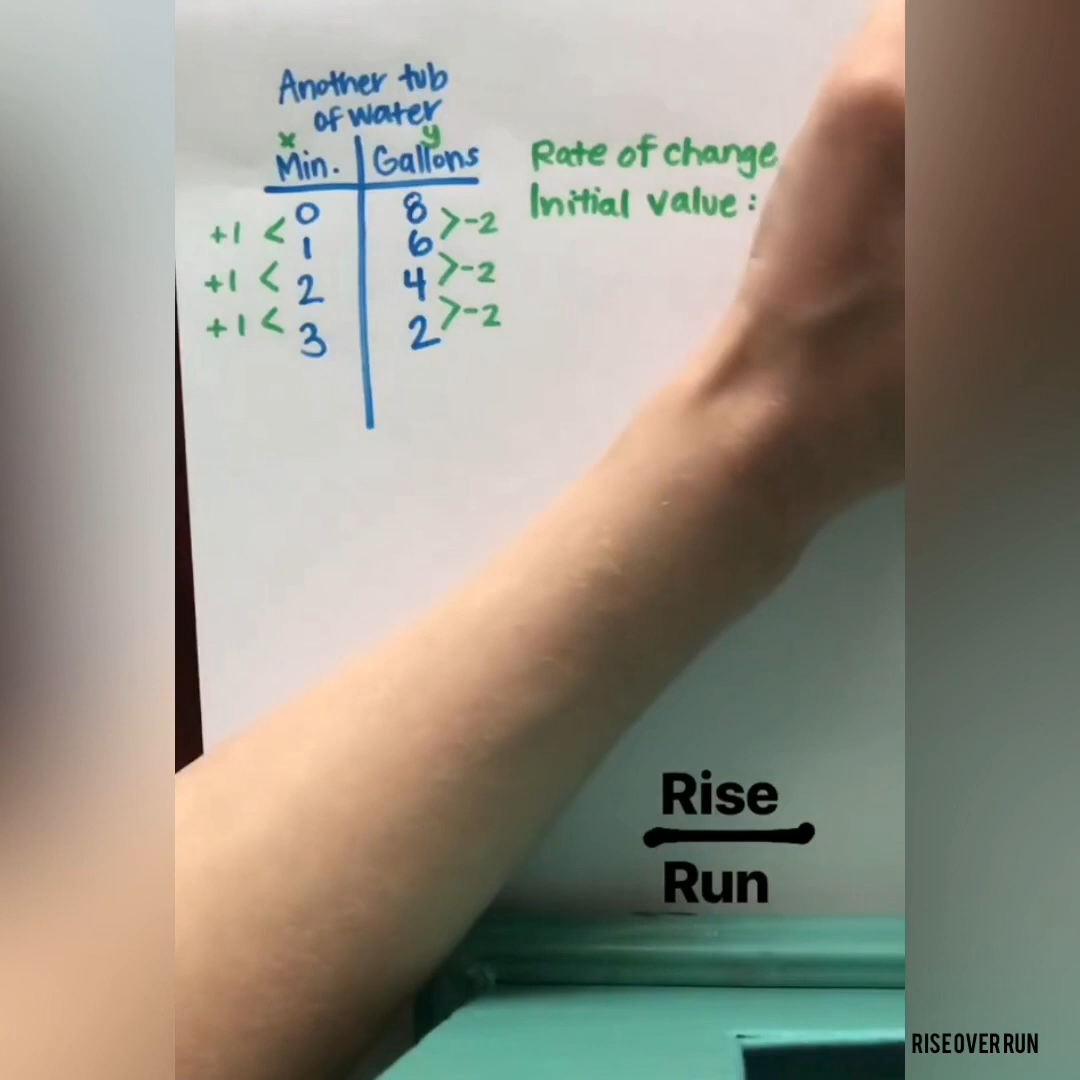 Another tub
of water
x y
Min. Gallons
0 8
+1 < >-2
1 6
+1 < >-2
2 4
+1 < >-2
3 2
Rate of change
Initial value:
Rise
Run
RISE OVER RUN